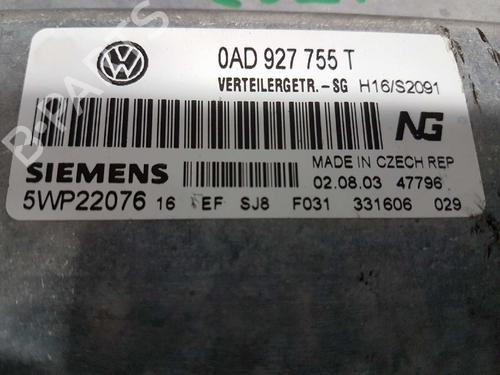 0AD 927 755 T
VERTEILERGETR.-SG H16/S2091
NG
MADE IN CZECH REP
SIEMENS
02.08.03 47796
5WP22076 16 EF SJ8 F031 331606 029
B-PARTS